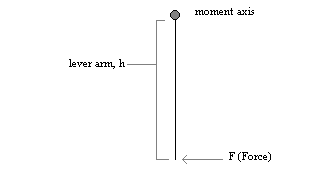 moment axis
lever arm, h
F (Force)